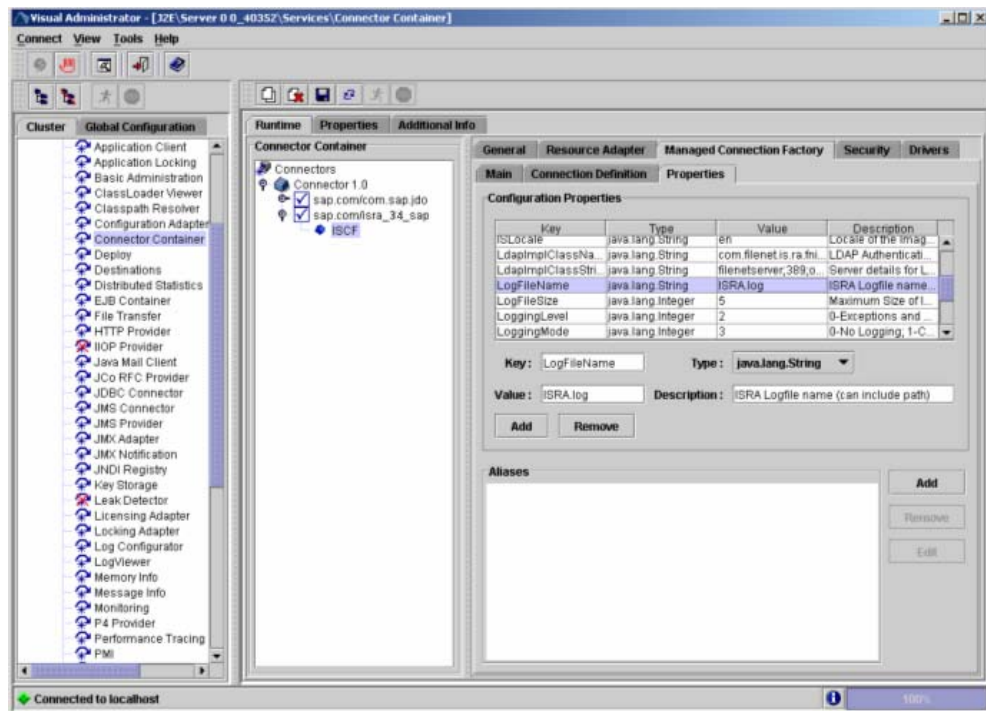 Visual Administrator - [J2E\Server 0 0_40352\Services\Connector Container]
Connect View Tools Help
Cluster Global Configuration
Application Client
Application Locking
Basic Administration
ClassLoader Viewer
Classpath Resolver
Configuration Adapter
Connector Container
Deploy
Destinations
Distributed Statistics
EJB Container
File Transfer
HTTP Provider
IIOP Provider
Java Mail Client
JCo RFC Provider
JDBC Connector
JMS Connector
JMS Provider
JMX Adapter
JMX Notification
JNDI Registry
Key Storage
Leak Detector
Licensing Adapter
Locking Adapter
Log Configurator
LogViewer
Memory Info
Message Info
Monitoring
P4 Provider
Performance Tracing
PMI
Runtime Properties Additional Info
Connector Container
Connectors
Connector 1.0
sap.com/com.sap.jdo
sap.com/isra_34_sap
ISCF
General Resource Adapter Managed Connection Factory Security Drivers
Main Connection Definition Properties
Configuration Properties
Key Type Value Description
ISLocale java.lang.String en Locale of the Imag...
LdapImplClassNa... java.lang.String com.filenet.is.ra.fni... LDAP Authenticati...
LdapImplClassStri... java.lang.String filenetserver;389;o... Server details for L...
LogFileName java.lang.String ISRA.log ISRA Logfile name...
LogFileSize java.lang.Integer 5 Maximum Size of l...
LoggingLevel java.lang.Integer 2 0-Exceptions and ...
LoggingMode java.lang.Integer 3 0-No Logging; 1-C...
Key : LogFileName Type : java.lang.String
Value : ISRA.log Description : ISRA Logfile name (can include path)
Add Remove
Aliases
Add
Remove
Edit
Connected to localhost
100%